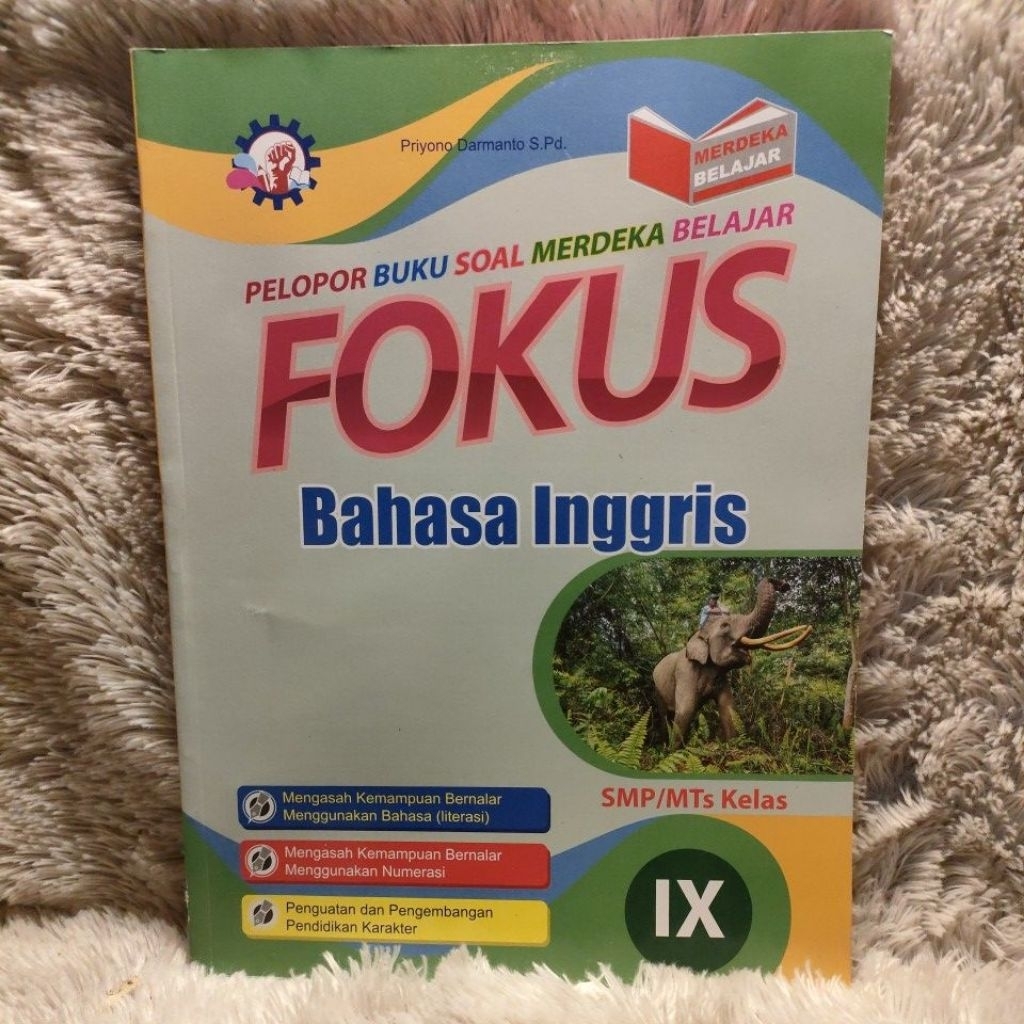 Priyono Darmanto S.Pd.
MERDEKA
BELAJAR
PELOPOR BUKU SOAL MERDEKA BELAJAR
FOKUS
Bahasa Inggris
SMP/MTs Kelas
IX
Mengasah Kemampuan Bernalar
Menggunakan Bahasa (literasi)
Mengasah Kemampuan Bernalar
Menggunakan Numerasi
Penguatan dan Pengembangan
Pendidikan Karakter